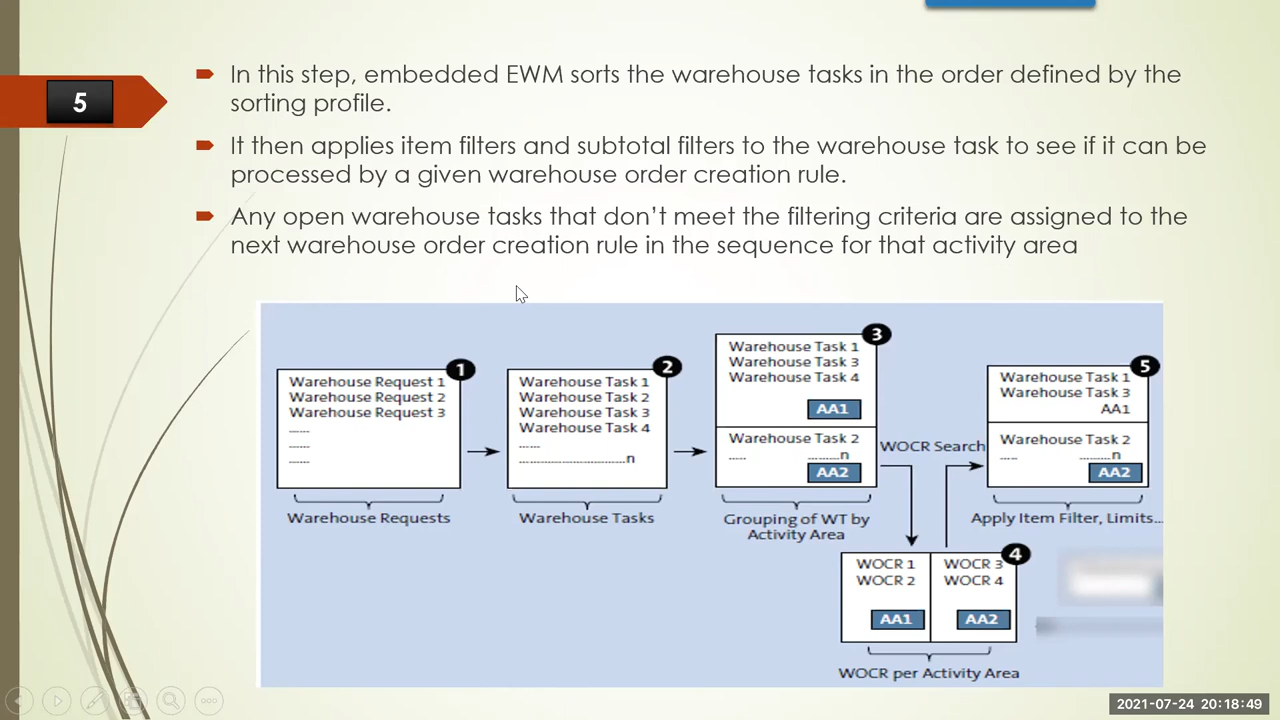 5
In this step, embedded EWM sorts the warehouse tasks in the order defined by the
sorting profile.
It then applies item filters and subtotal filters to the warehouse task to see if it can be
processed by a given warehouse order creation rule.
Any open warehouse tasks that don't meet the filtering criteria are assigned to the
next warehouse order creation rule in the sequence for that activity area
1
Warehouse Request 1
Warehouse Request 2
Warehouse Request 3
......
......
......
Warehouse Requests
2
Warehouse Task 1
Warehouse Task 2
Warehouse Task 3
Warehouse Task 4
......
...............................n
Warehouse Tasks
3
Warehouse Task 1
Warehouse Task 3
Warehouse Task 4
AA1
Warehouse Task 2
..... .........n
AA2
Grouping of WT by
Activity Area
WOCR Search
4
WOCR 1
WOCR 2
AA1
WOCR 3
WOCR 4
AA2
WOCR per Activity Area
5
Warehouse Task 1
Warehouse Task 3
AA1
Warehouse Task 2
..... .........n
AA2
Apply Item Filter, Limits...
2021-07-24 20:18:49